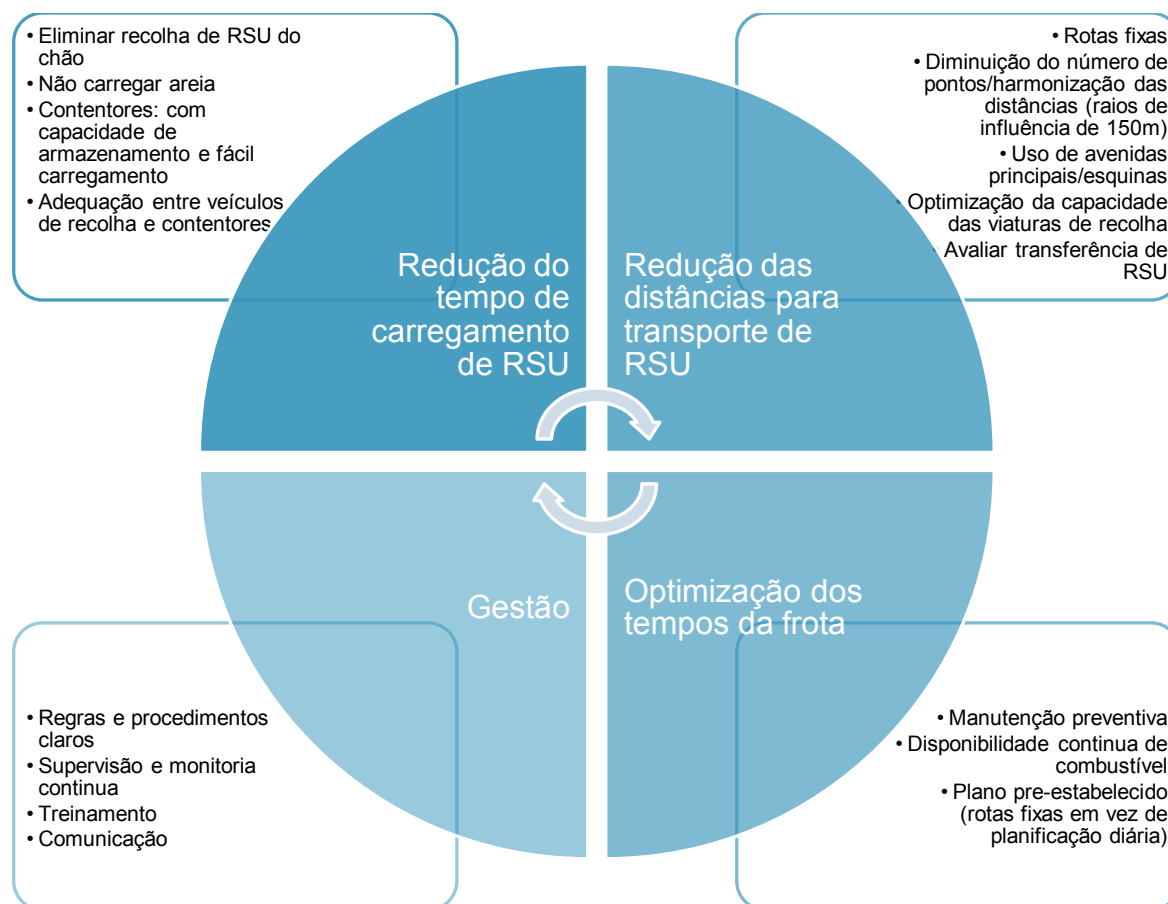 • Eliminar recolha de RSU do
chão
• Não carregar areia
• Contentores: com
capacidade de
armazenamento e fácil
carregamento
• Adequação entre veículos
de recolha e contentores
• Rotas fixas
• Diminuição do número de
pontos/harmonização das
distâncias (raios de
influência de 150m)
• Uso de avenidas
principais/esquinas
• Optimização da capacidade
das viaturas de recolha
• Avaliar transferência de
RSU
Redução do
tempo de
carregamento
de RSU
Redução das
distâncias para
transporte de
RSU
Gestão
Optimização dos
tempos da frota
• Regras e procedimentos
claros
• Supervisão e monitoria
continua
• Treinamento
• Comunicação
• Manutenção preventiva
• Disponibilidade continua de
combustível
• Plano pre-estabelecido
(rotas fixas em vez de
planificação diária)